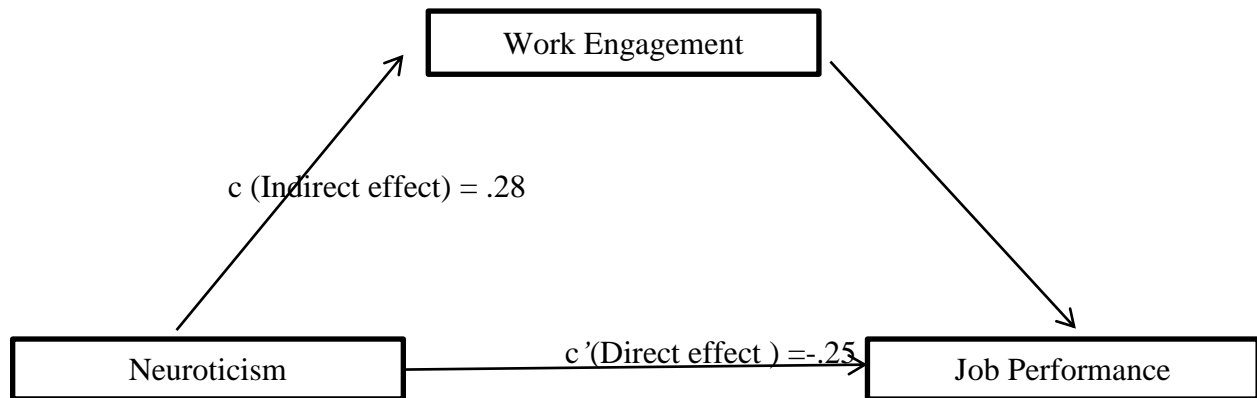 Work Engagement
c (Indirect effect) = .28
c’(Direct effect ) =-.25
Neuroticism
Job Performance